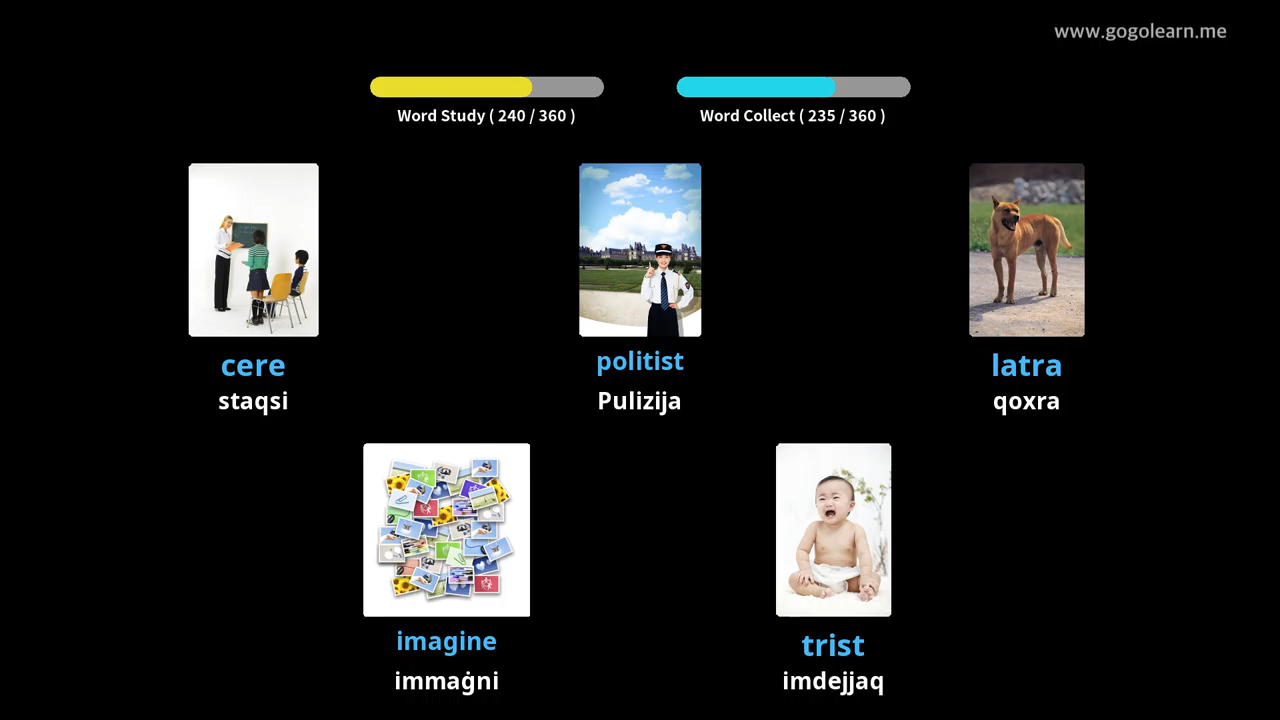 www.gogolearn.me
Word Study ( 240 / 360 )
Word Collect ( 235 / 360 )
cere
staqsi
politist
Pulizija
latra
qoxra
imagine
immaġni
trist
imdejjaq